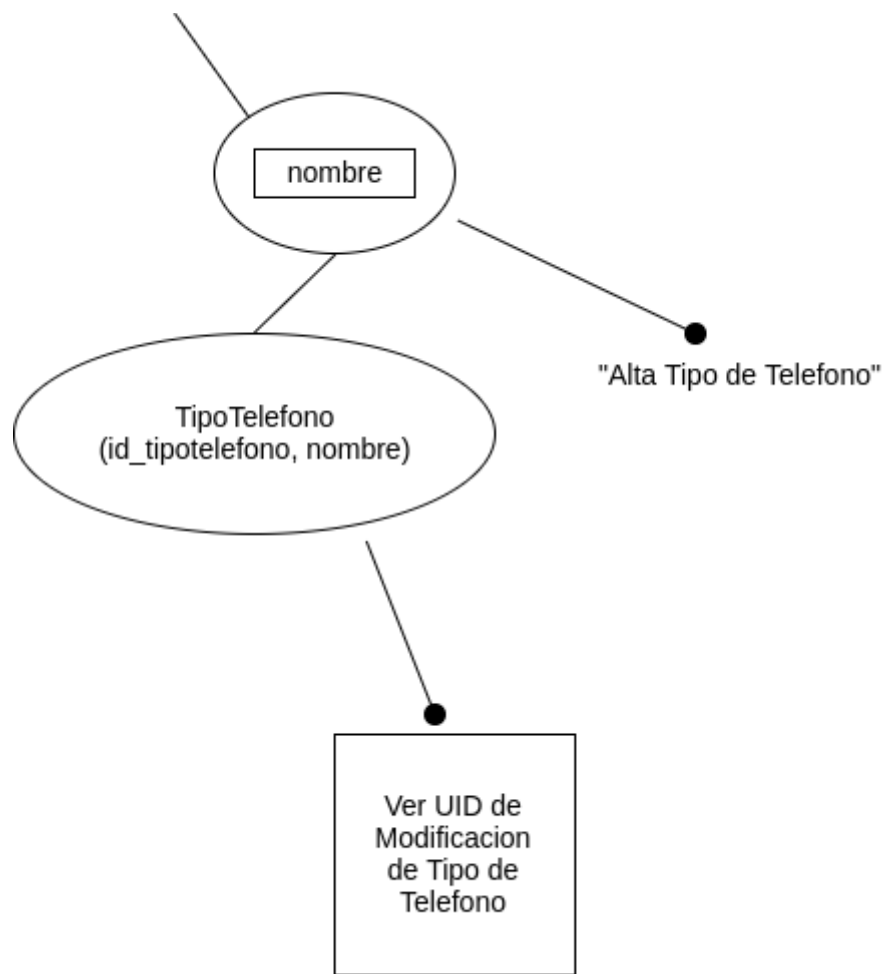 nombre
"Alta Tipo de Telefono"
TipoTelefono
(id_tipotelefono, nombre)
Ver UID de
Modificacion
de Tipo de
Telefono